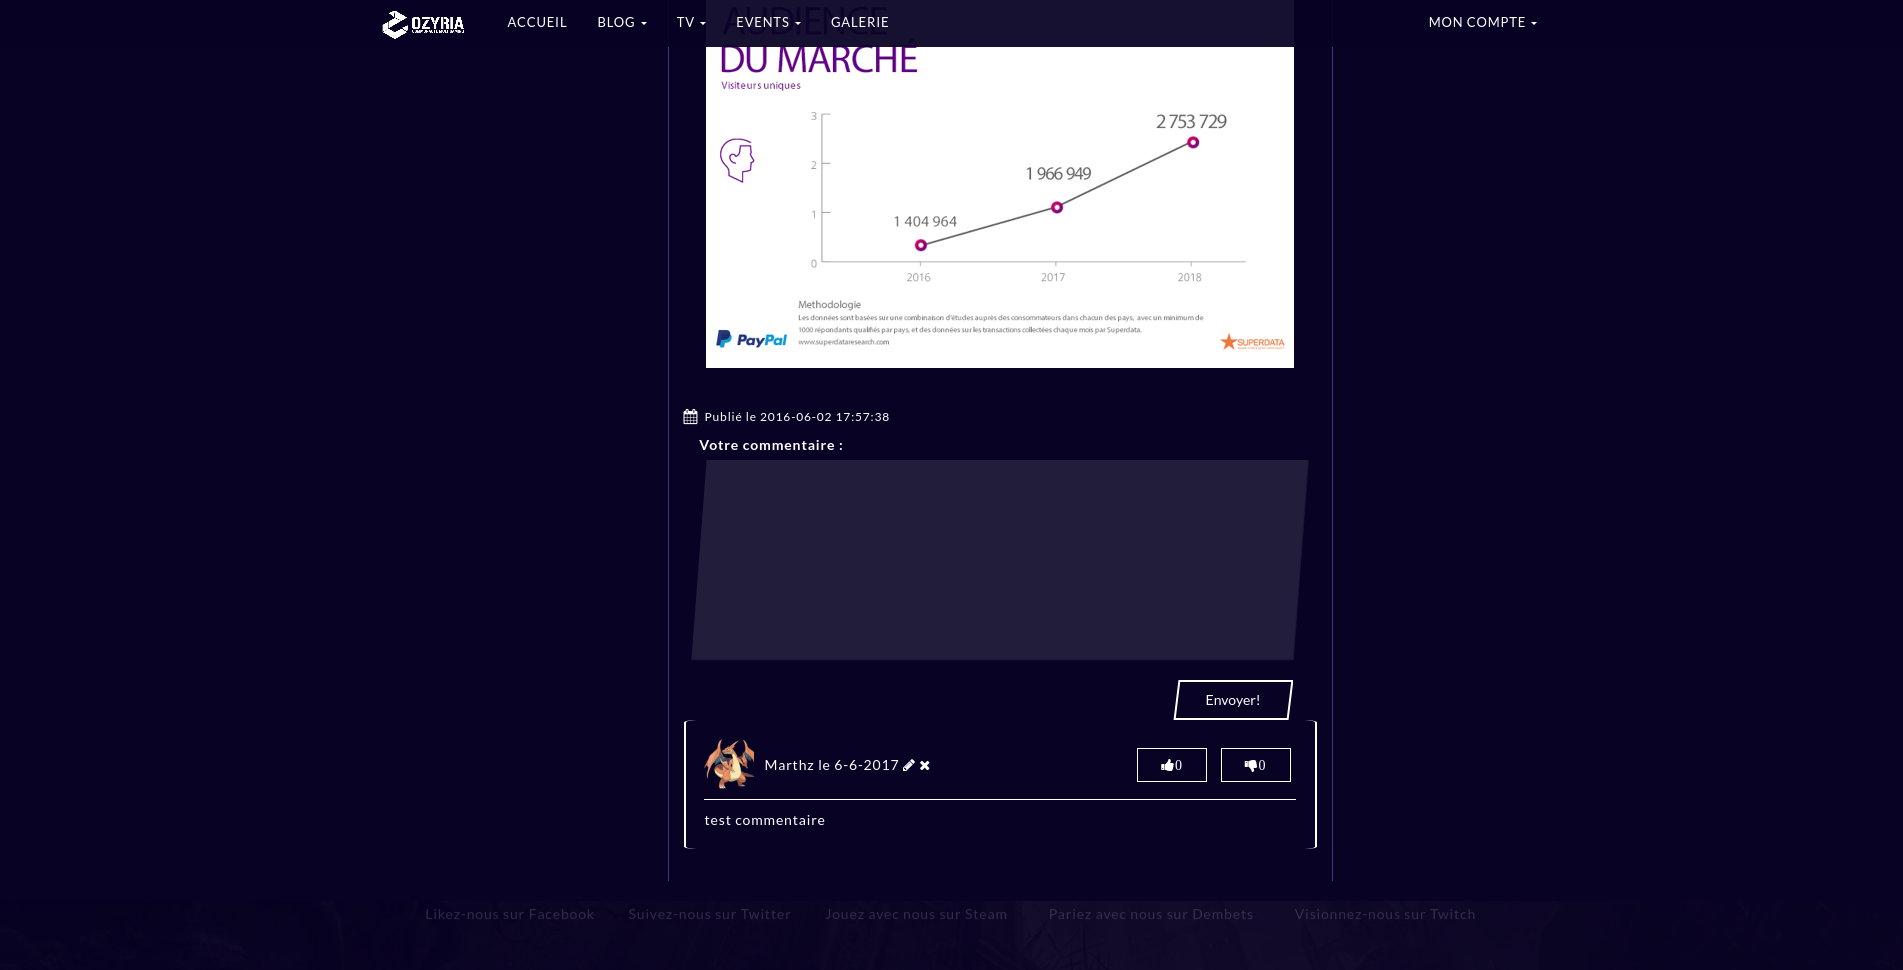 OZYRIA
ACCUEIL
BLOG
TV
EVENTS
GALERIE
MON COMPTE
AUDIENCE
DU MARCHÉ
Visiteurs uniques
3
2
1
0
1 404 964
1 966 949
2 753 729
2016
2017
2018
Methodologie
Les données sont basées sur une combinaison d'études auprès des consommateurs dans chacun des pays, avec un minimum de
1000 répondants qualifiés par pays, et des données sur les transactions collectées chaque mois par Superdata.
www.superdataresearch.com
PayPal
SUPERDATA
Publié le 2016-06-02 17:57:38
Votre commentaire :
Envoyer!
Marthz le 6-6-2017
0
0
test commentaire
Likez-nous sur Facebook
Suivez-nous sur Twitter
Jouez avec nous sur Steam
Pariez avec nous sur Dembets
Visionnez-nous sur Twitch